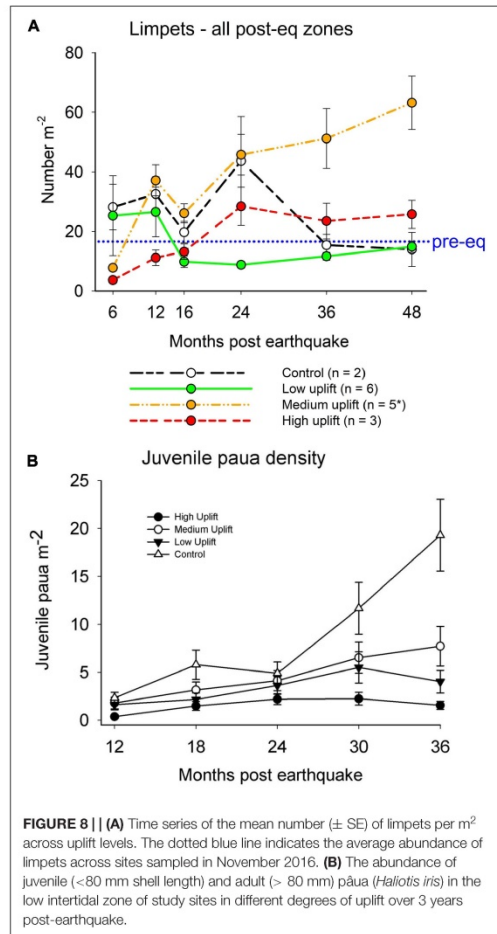 A
Limpets - all post-eq zones
Number m-2
80
60
40
20
0
pre-eq
6 12 16 24 36 48
Months post earthquake
Control (n = 2)
Low uplift (n = 6)
Medium uplift (n = 5*)
High uplift (n = 3)
B
Juvenile paua density
Juvenile paua m-2
25
20
15
10
5
0
High Uplift
Medium Uplift
Low Uplift
Control
12 18 24 30 36
Months post earthquake
FIGURE 8 | | (A) Time series of the mean number (± SE) of limpets per m2
across uplift levels. The dotted blue line indicates the average abundance of
limpets across sites sampled in November 2016. (B) The abundance of
juvenile (<80 mm shell length) and adult (> 80 mm) pâua (Haliotis iris) in the
low intertidal zone of study sites in different degrees of uplift over 3 years
post-earthquake.